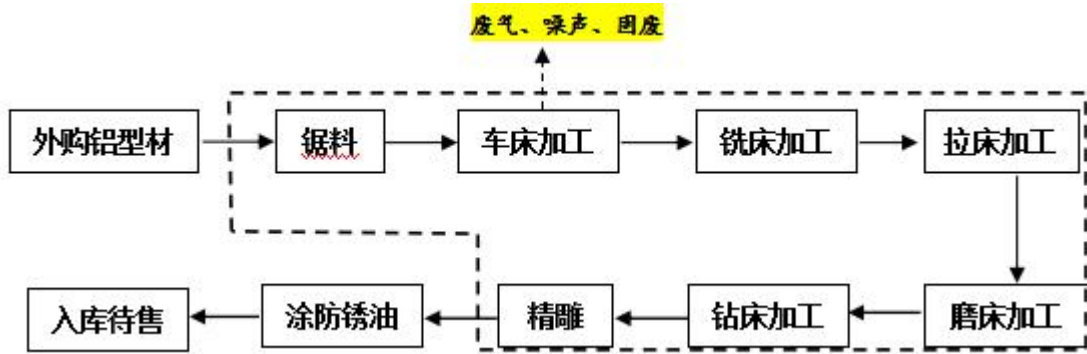 废气、噪声、固废
外购铝型材
锯料
车床加工
铣床加工
拉床加工
入库待售
涂防锈油
精雕
钻床加工
磨床加工